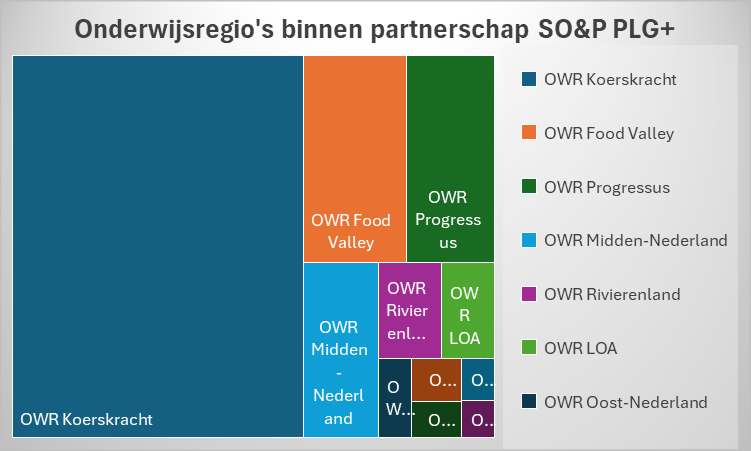 Onderwijsregio's binnen partnerschap SO&P PLG+
OWR Koerskracht
OWR Food
Valley
OWR
Progress
us
OWR
Midden
-
Nederl
and
OWR
Rivier
enl...
OW
R
LOA
O
W...
O...
O...
O...
O...
OWR Koerskracht
OWR Food Valley
OWR Progressus
OWR Midden-Nederland
OWR Rivierenland
OWR LOA
OWR Oost-Nederland